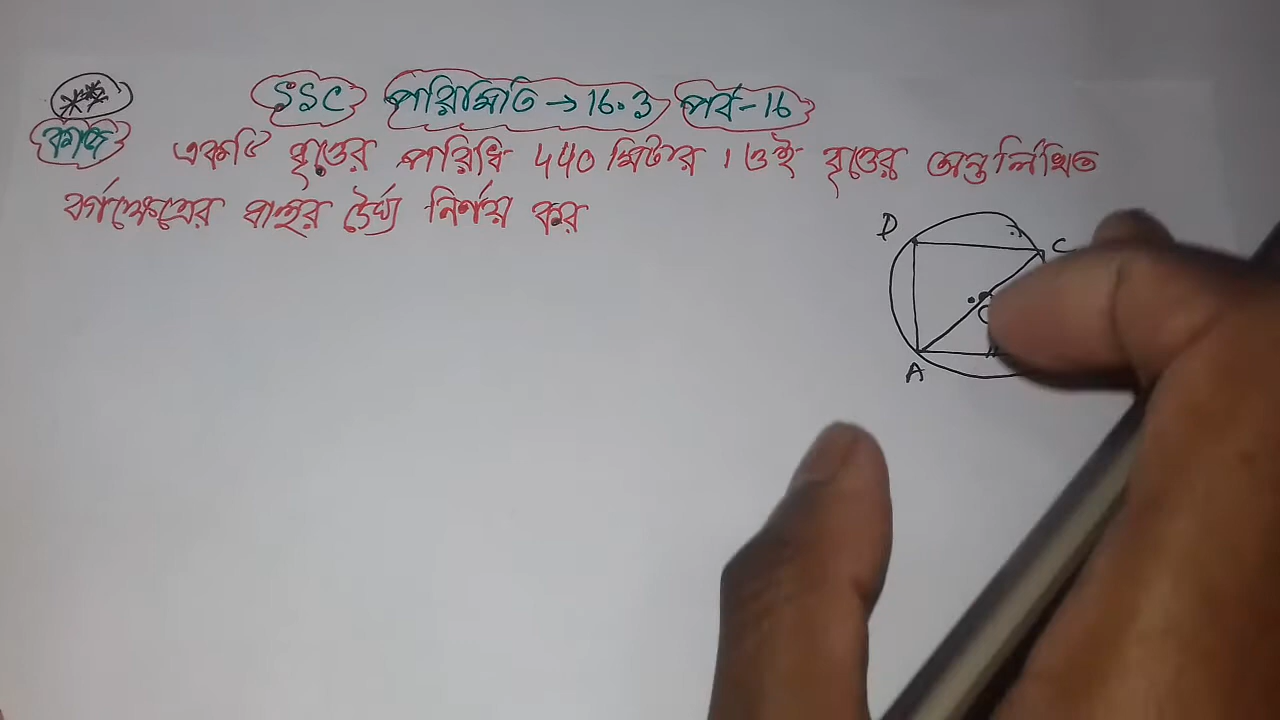 SSC পরিমিতি → 16.3 পর্ব - 16
কাজ একটি বৃত্তের পরিধি 440 মিটার। ওই বৃত্তের অন্তর্লিখিত
বর্গক্ষেত্রের বাহুর দৈর্ঘ্য নির্ণয় কর
D C
A